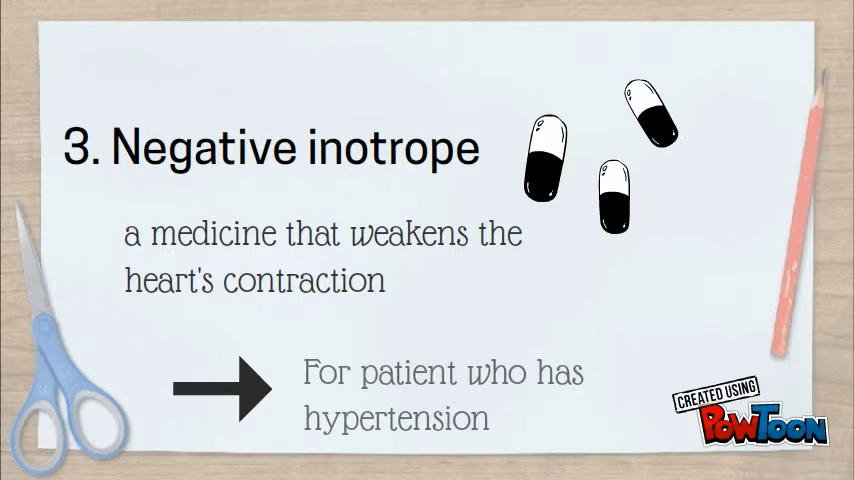 3. Negative inotrope
a medicine that weakens the
heart's contraction
For patient who has
hypertension
CREATED USING
POWTOON